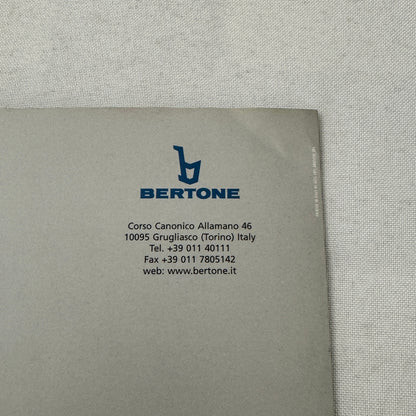 BERTONE
Corso Canonico Allamano 46
10095 Grugliasco (Torino) Italy
Tel. +39 011 40111
Fax +39 011 7805142
web: www.bertone.it